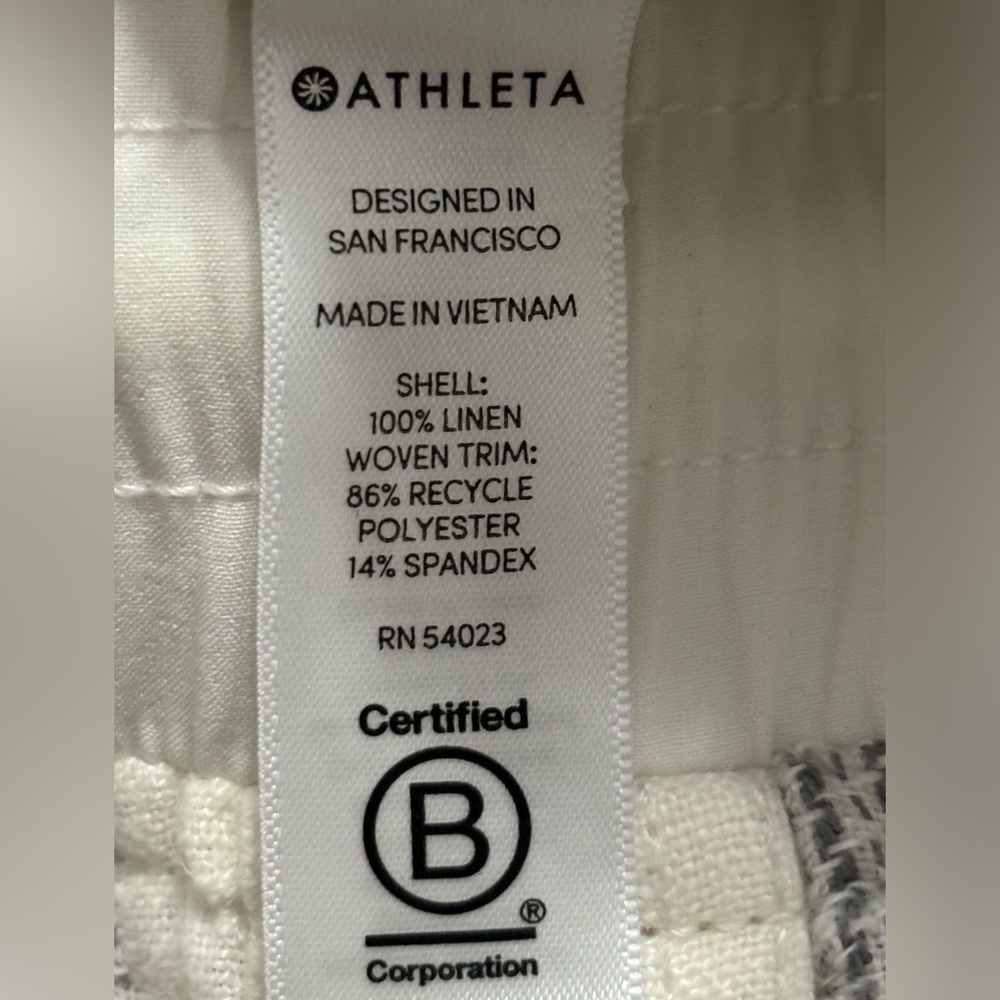 ATHLETA
DESIGNED IN
SAN FRANCISCO
MADE IN VIETNAM
SHELL:
100% LINEN
WOVEN TRIM:
86% RECYCLE
POLYESTER
14% SPANDEX
RN 54023
Certified
B
®
Corporation